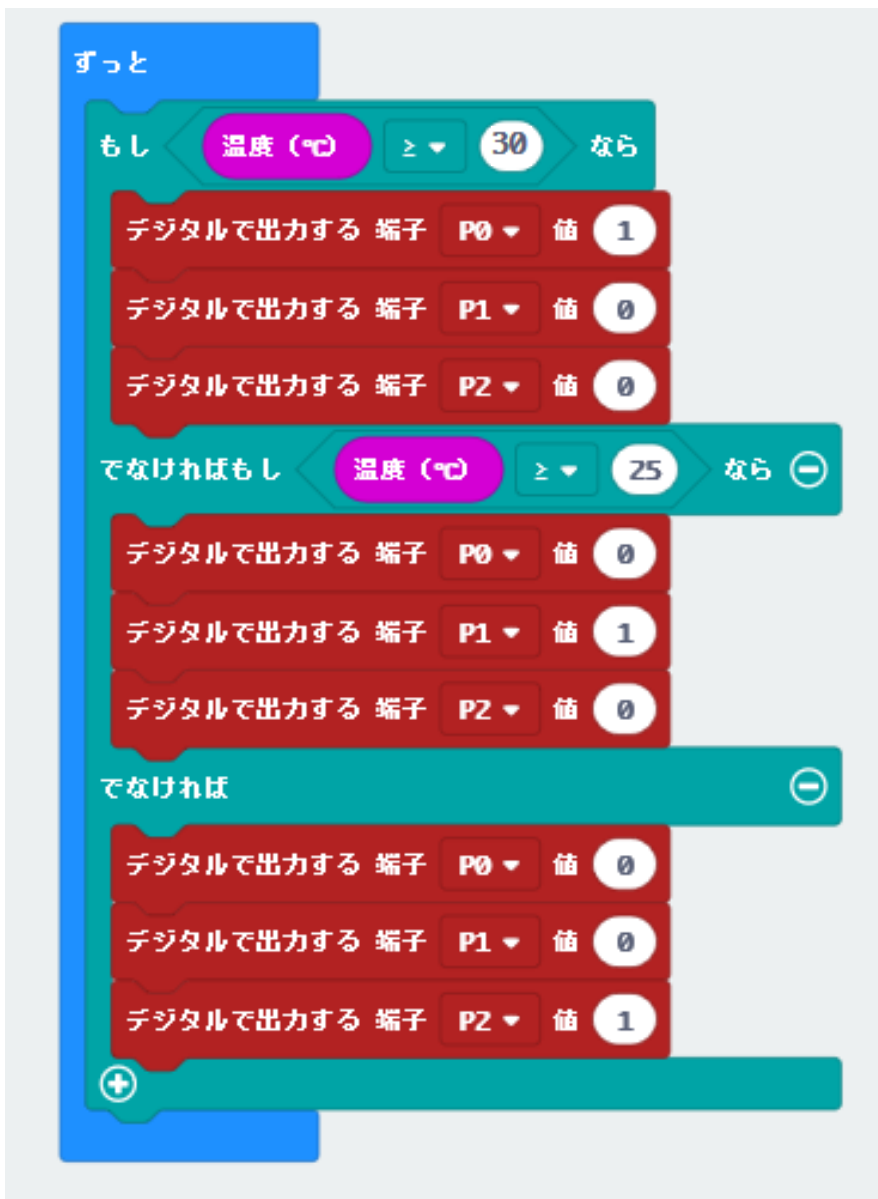 ずっと
もし 温度（℃） ≥ 30 なら
デジタルで出力する 端子 P0 値 1
デジタルで出力する 端子 P1 値 0
デジタルで出力する 端子 P2 値 0
でなければもし 温度（℃） ≥ 25 なら
デジタルで出力する 端子 P0 値 0
デジタルで出力する 端子 P1 値 1
デジタルで出力する 端子 P2 値 0
でなければ
デジタルで出力する 端子 P0 値 0
デジタルで出力する 端子 P1 値 0
デジタルで出力する 端子 P2 値 1